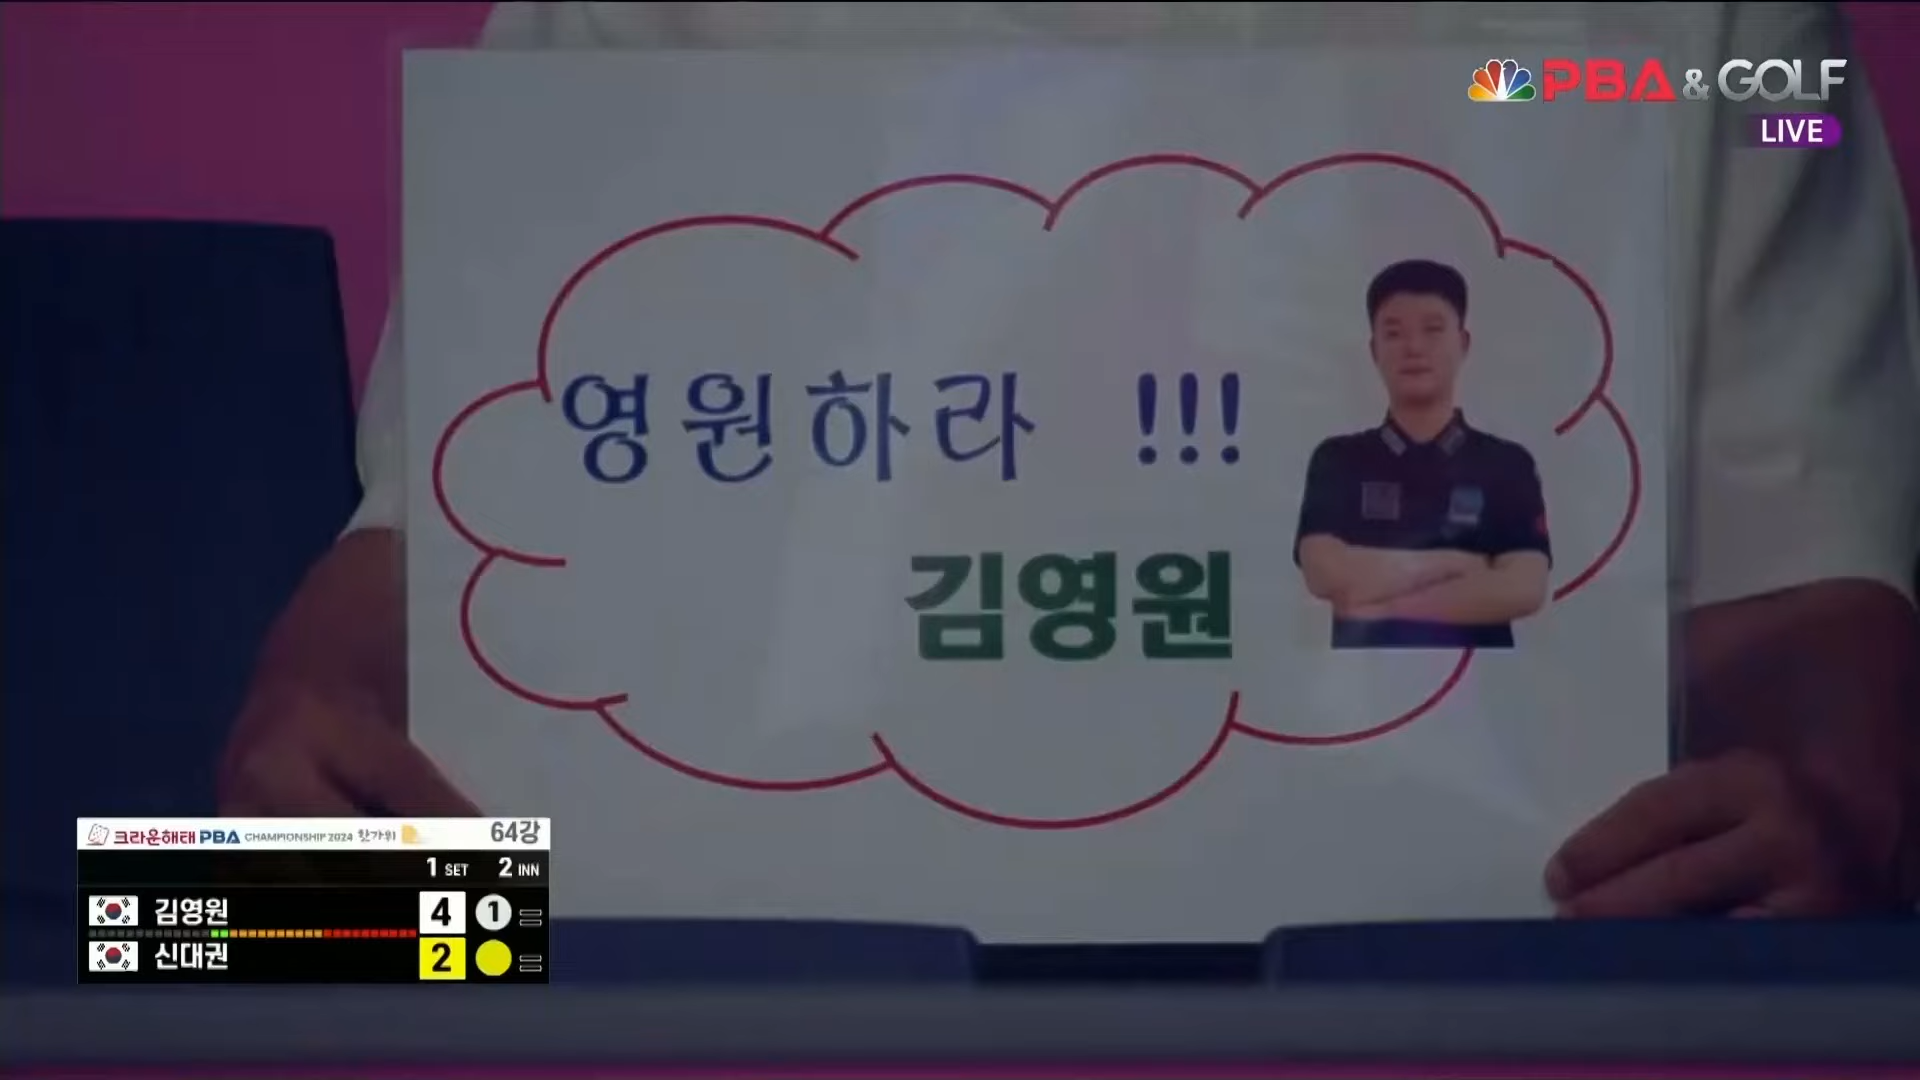 PBA & GOLF
LIVE
영원하라 !!!
김영원
크라운해태 PBA CHAMPIONSHIP 2024 한가위 64강
1 SET 2 INN
김영원 4 1
신대권 2